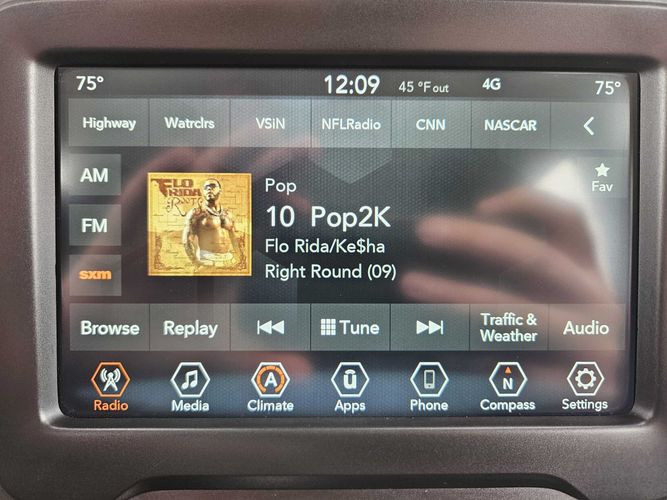 75° 12:09 45 °F out 4G 75°
Highway Watrclrs VSiN NFLRadio CNN NASCAR
AM
Fav
FLO
RIDA
Pop
10 Pop2K
FM
Flo Rida/Ke$ha
sxm
Right Round (09)
Browse Replay Tune Traffic & Weather Audio
A ū N
Radio Media Climate Apps Phone Compass Settings